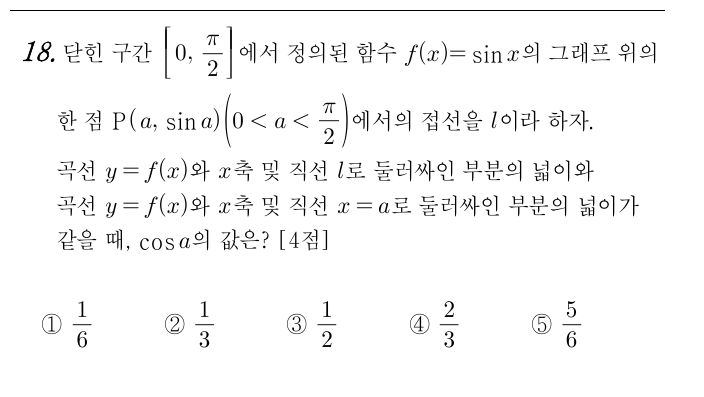 18. 닫힌 구간 [0, π/2]에서 정의된 함수 f(x)=sin x의 그래프 위의
한 점 P(a, sin a)(0<a<π/2)에서의 접선을 l이라 하자.
곡선 y=f(x)와 x축 및 직선 l로 둘러싸인 부분의 넓이와
곡선 y=f(x)와 x축 및 직선 x=a로 둘러싸인 부분의 넓이가
같을 때, cos a의 값은? [4점]
① 1/6 ② 1/3 ③ 1/2 ④ 2/3 ⑤ 5/6